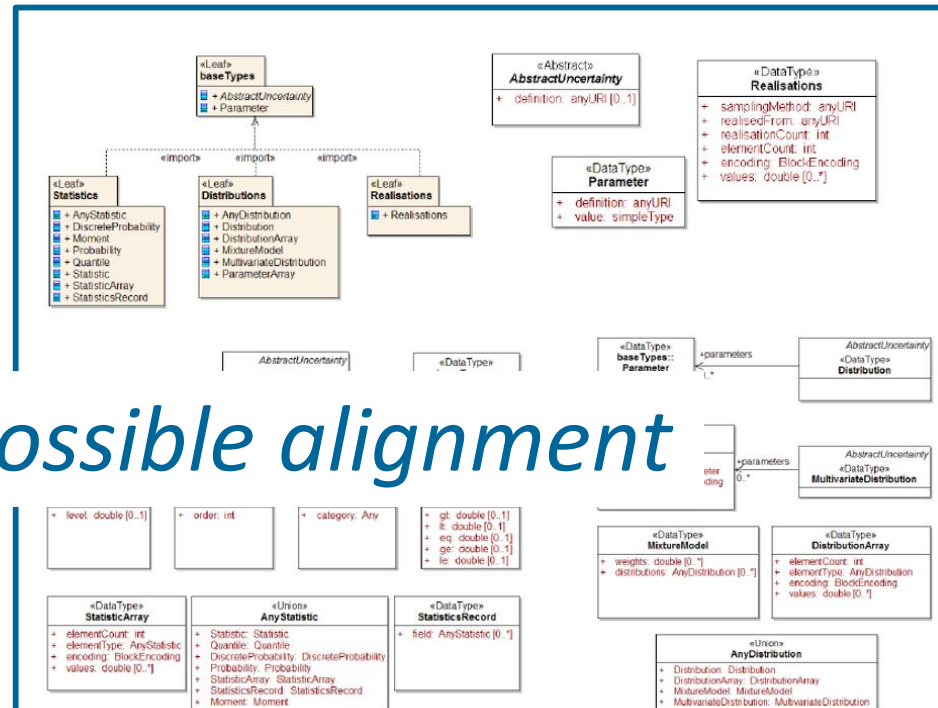 «Leaf»
baseTypes
+ AbstractUncertainty
+ Parameter
«import»
«import»
«import»
«Leaf»
Statistics
+ AnyStatistic
+ DiscreteProbability
+ Moment
+ Probability
+ Quantile
+ Statistic
+ StatisticArray
+ StatisticsRecord
«Leaf»
Distributions
+ AnyDistribution
+ Distribution
+ DistributionArray
+ MixtureModel
+ MultivariateDistribution
+ ParameterArray
«Leaf»
Realisations
+ Realisations
«Abstract»
AbstractUncertainty
+ definition: anyURI [0..1]
«DataType»
Realisations
+ samplingMethod: anyURI
+ realisedFrom: anyURI
+ realisationCount: int
+ elementCount: int
+ encoding: BlockEncoding
+ values: double [0..*]
«DataType»
Parameter
+ definition: anyURI
+ value: simpleType
AbstractUncertainty
«DataType»
«DataType»
baseTypes::
Parameter
+parameters
1..*
AbstractUncertainty
«DataType»
Distribution
ossible alignment
+parameters
0..*
AbstractUncertainty
«DataType»
MultivariateDistribution
+ level: double [0..1]
+ order: int
+ category: Any
+ gt: double [0..1]
+ lt: double [0..1]
+ eq: double [0..1]
+ ge: double [0..1]
+ le: double [0..1]
«DataType»
MixtureModel
+ weights: double [0..*]
+ distributions: AnyDistribution [0..*]
«DataType»
DistributionArray
+ elementCount: int
+ elementType: AnyDistribution
+ encoding: BlockEncoding
+ values: double [0..*]
«DataType»
StatisticArray
+ elementCount: int
+ elementType: AnyStatistic
+ encoding: BlockEncoding
+ values: double [0..*]
«Union»
AnyStatistic
+ Statistic: Statistic
+ Quantile: Quantile
+ DiscreteProbability: DiscreteProbability
+ Probability: Probability
+ StatisticArray: StatisticArray
+ StatisticsRecord: StatisticsRecord
+ Moment: Moment
«DataType»
StatisticsRecord
+ field: AnyStatistic [0..*]
«Union»
AnyDistribution
+ Distribution: Distribution
+ DistributionArray: DistributionArray
+ MixtureModel: MixtureModel
+ MultivariateDistribution: MultivariateDistribution